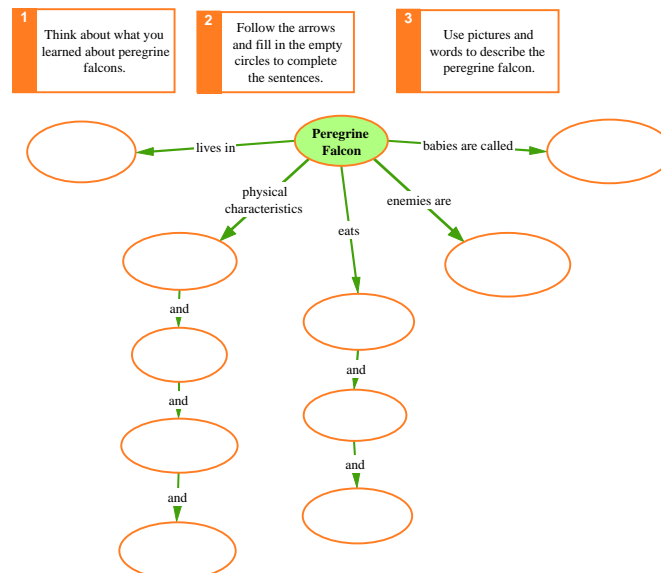 1
Think about what you
learned about peregrine
falcons.
2
Follow the arrows
and fill in the empty
circles to complete
the sentences.
3
Use pictures and
words to describe the
peregrine falcon.
Peregrine
Falcon
lives in
babies are called
physical
characteristics
enemies are
eats
and
and
and
and
and